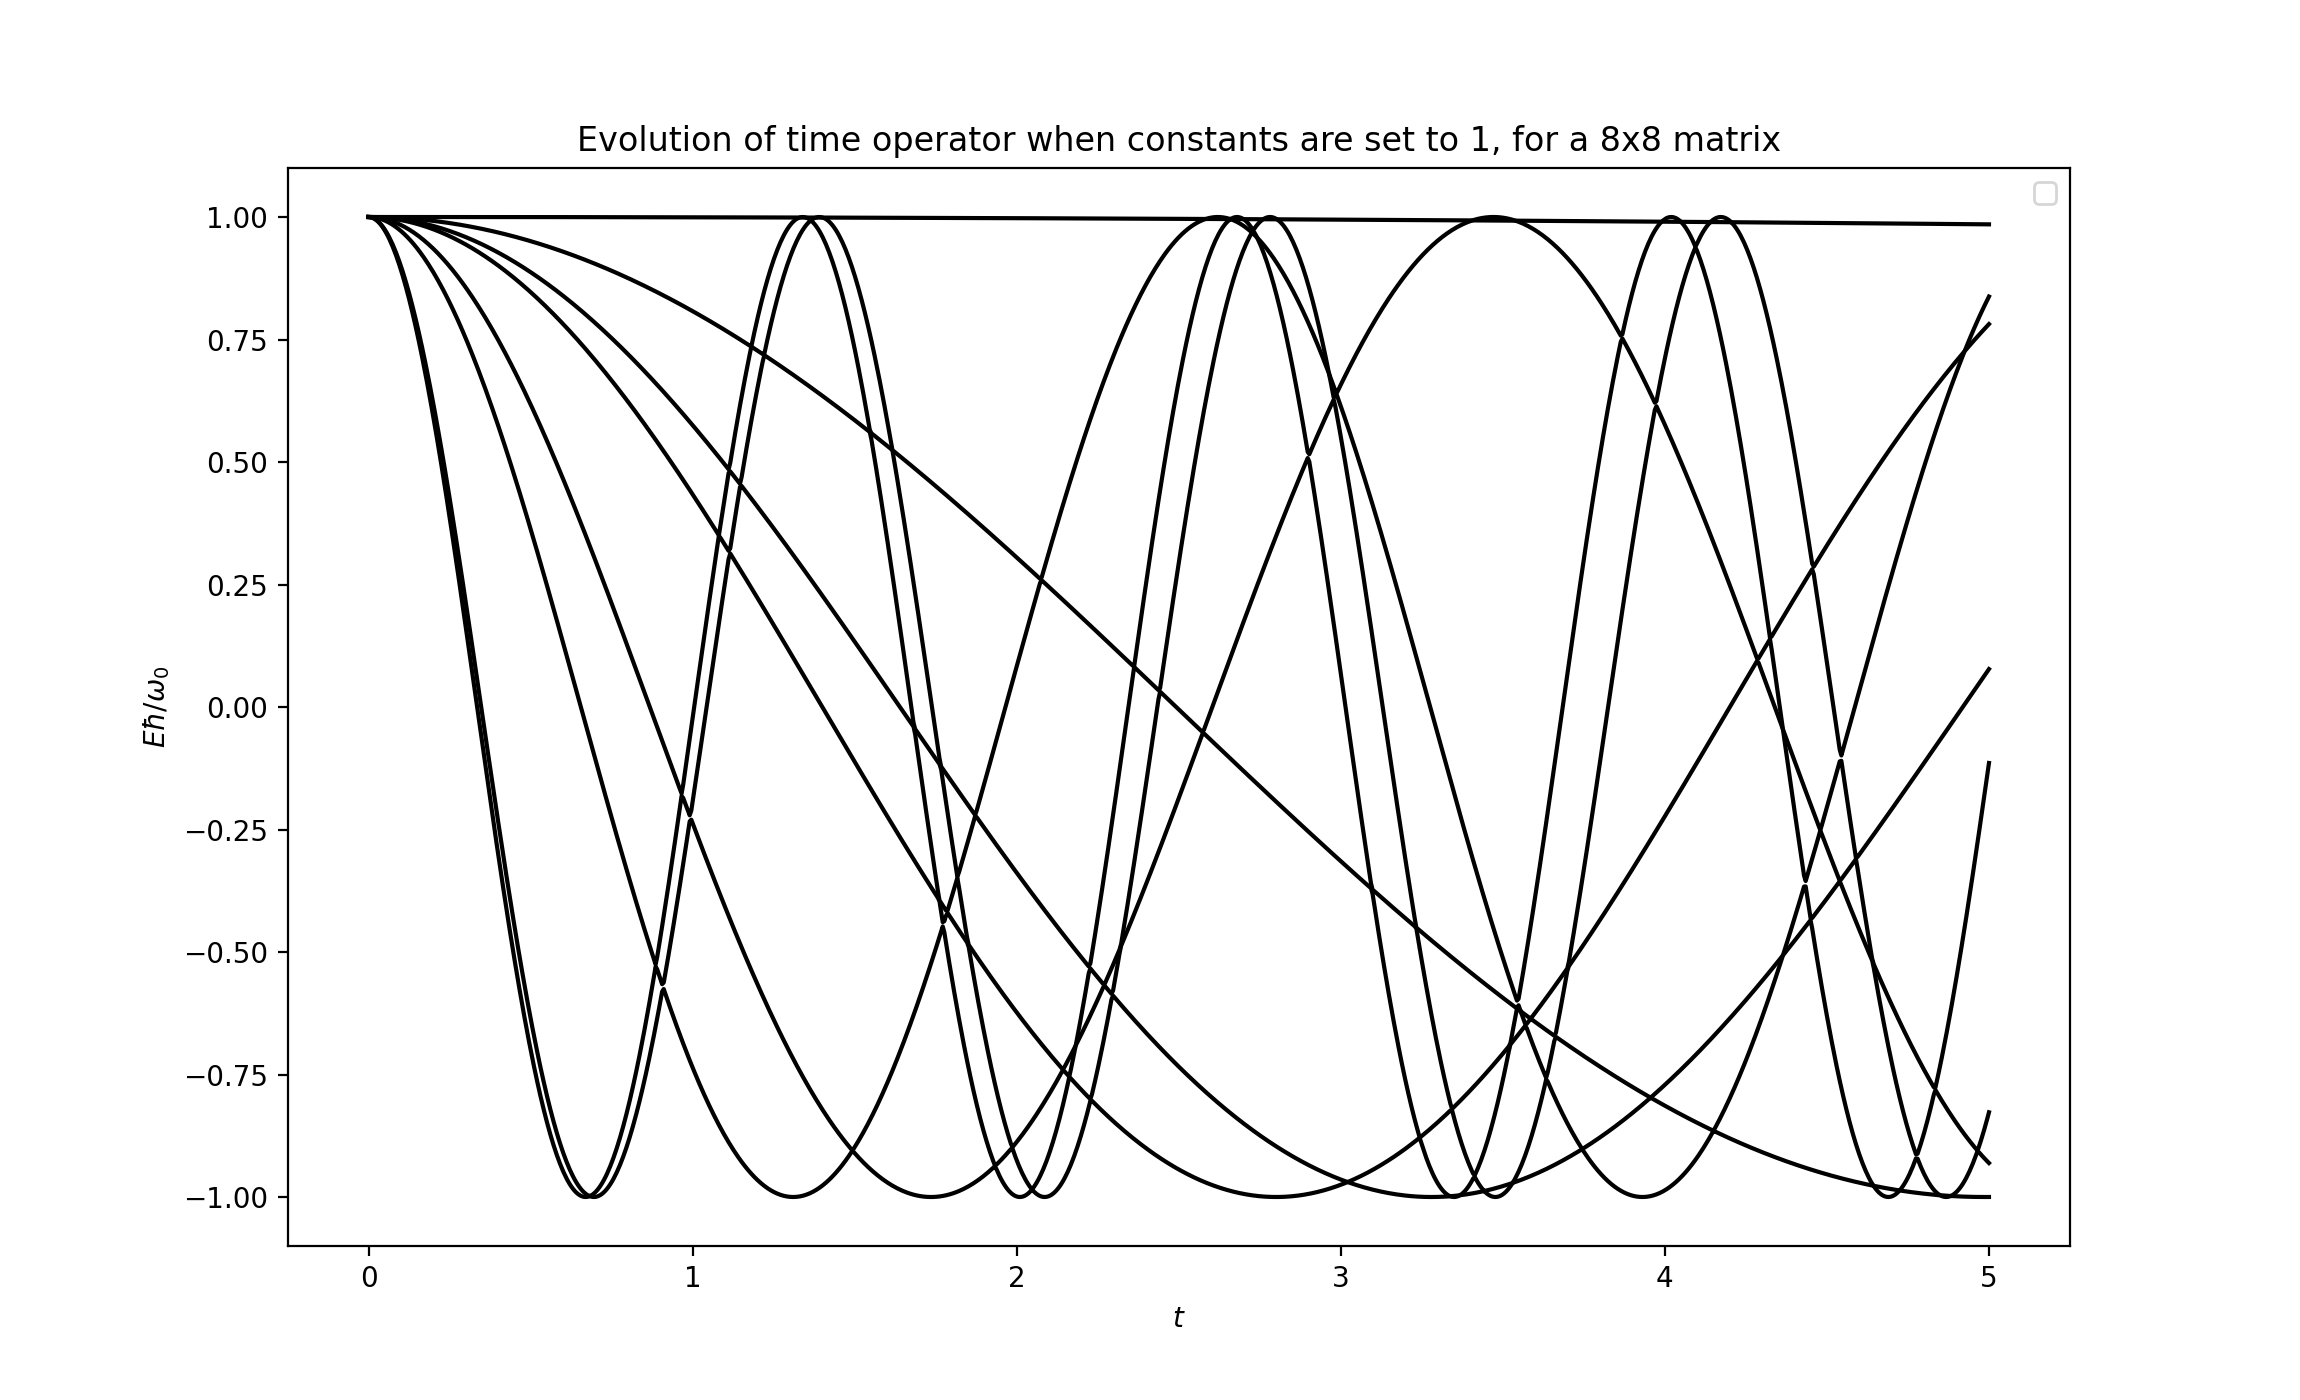 Evolution of time operator when constants are set to 1, for a 8x8 matrix
1.00
0.75
0.50
0.25
0.00
−0.25
−0.50
−0.75
−1.00
Eħ/ω₀
0 1 2 3 4 5
t